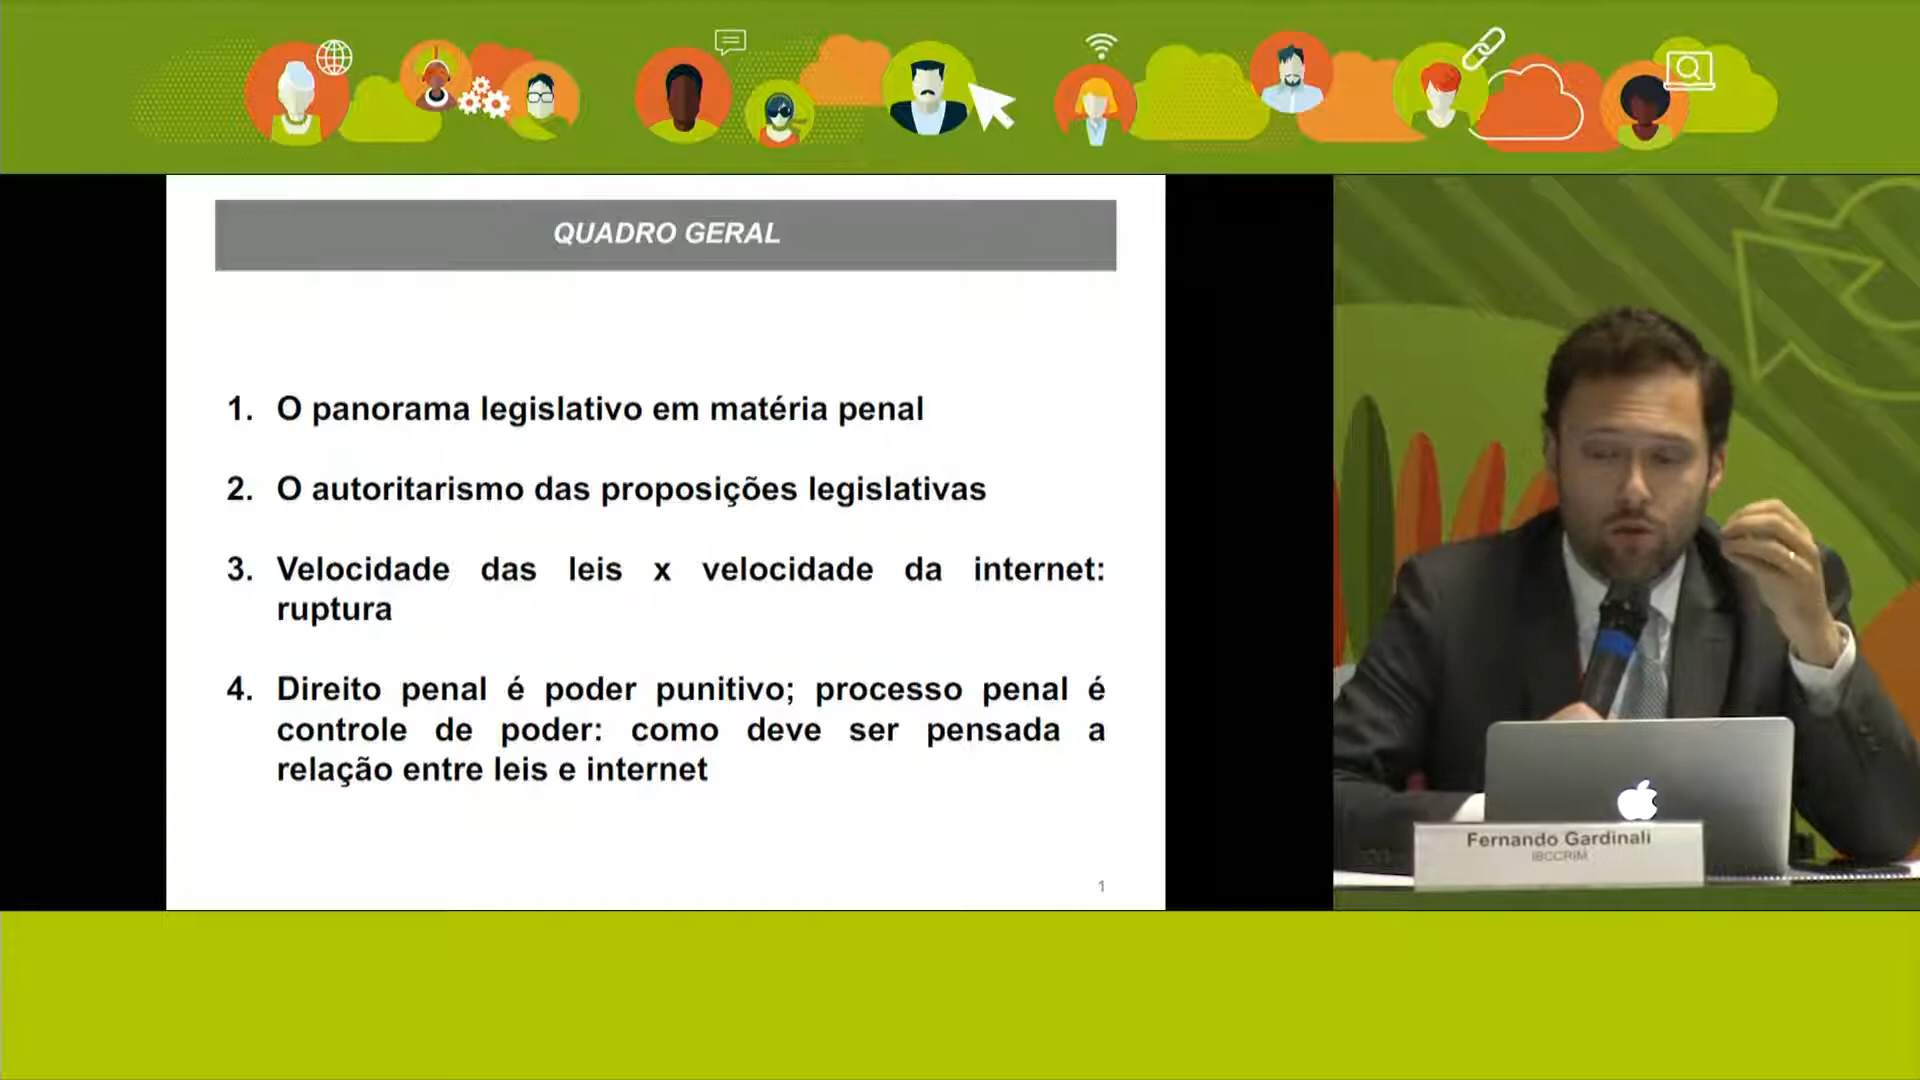 QUADRO GERAL
1. O panorama legislativo em matéria penal
2. O autoritarismo das proposições legislativas
3. Velocidade das leis x velocidade da internet:
ruptura
4. Direito penal é poder punitivo; processo penal é
controle de poder: como deve ser pensada a
relação entre leis e internet
1
Fernando Gardinali
IBCCRIM